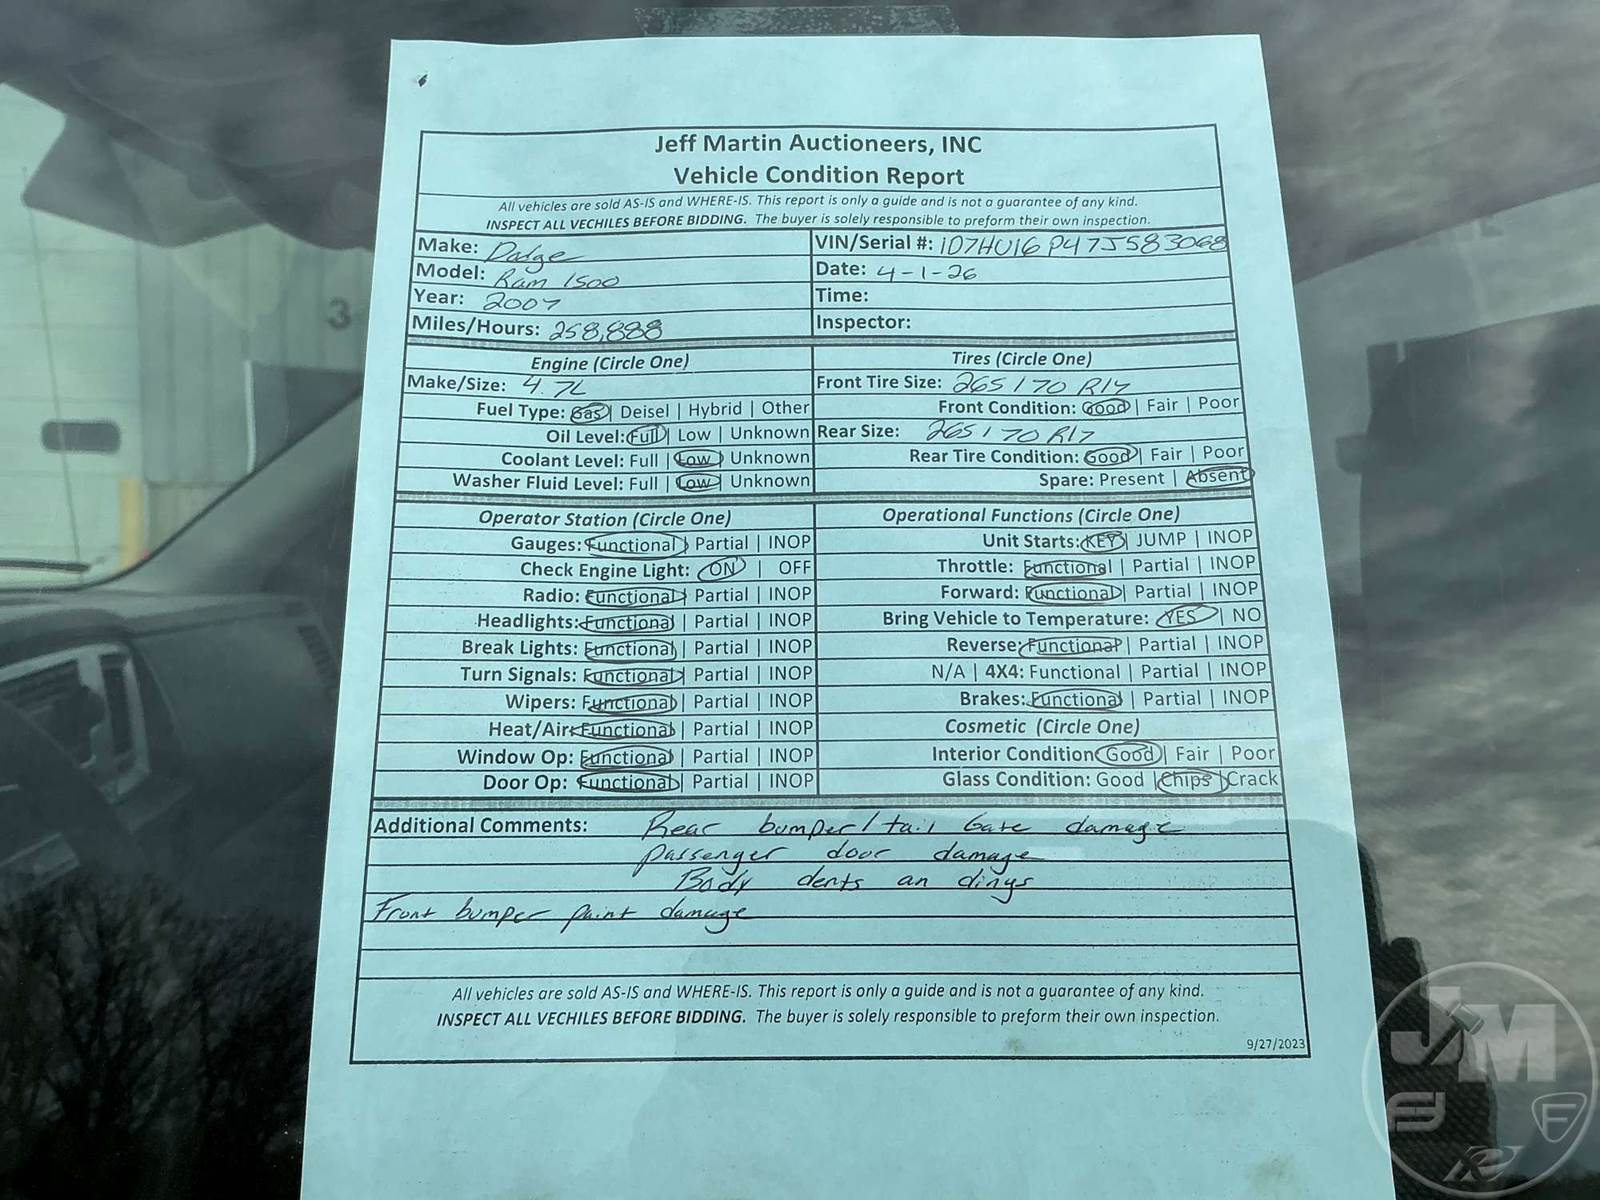 Jeff Martin Auctioneers, INC
Vehicle Condition Report
All vehicles are sold AS-IS and WHERE-IS. This report is only a guide and is not a guarantee of any kind.
INSPECT ALL VECHILES BEFORE BIDDING. The buyer is solely responsible to preform their own inspection.
Make: Dodge
VIN/Serial #: 1D7HU16P47J583068
Model: Ram 1500
Date: 4-1-26
Year: 2007
Time:
Miles/Hours: 258,888
Inspector:
Engine (Circle One)
Tires (Circle One)
Make/Size: 4.7L
Front Tire Size: 265/70 R17
Fuel Type: Gas | Deisel | Hybrid | Other
Front Condition: Good | Fair | Poor
Oil Level: Full | Low | Unknown
Rear Size: 265/70 R17
Coolant Level: Full | Low | Unknown
Rear Tire Condition: Good | Fair | Poor
Washer Fluid Level: Full | Low | Unknown
Spare: Present | Absent
Operator Station (Circle One)
Operational Functions (Circle One)
Gauges: Functional | Partial | INOP
Unit Starts: KEY | JUMP | INOP
Check Engine Light: ON | OFF
Throttle: Functional | Partial | INOP
Radio: Functional | Partial | INOP
Forward: Functional | Partial | INOP
Headlights: Functional | Partial | INOP
Bring Vehicle to Temperature: YES | NO
Break Lights: Functional | Partial | INOP
Reverse: Functional | Partial | INOP
Turn Signals: Functional | Partial | INOP
N/A | 4X4: Functional | Partial | INOP
Wipers: Functional | Partial | INOP
Brakes: Functional | Partial | INOP
Heat/Air: Functional | Partial | INOP
Cosmetic (Circle One)
Window Op: Functional | Partial | INOP
Interior Condition: Good | Fair | Poor
Door Op: Functional | Partial | INOP
Glass Condition: Good | Chips | Crack
Additional Comments: Rear bumper/tail Gate damage
passenger door damage
Body dents an dings
Front bumper paint damage
All vehicles are sold AS-IS and WHERE-IS. This report is only a guide and is not a guarantee of any kind.
INSPECT ALL VECHILES BEFORE BIDDING. The buyer is solely responsible to preform their own inspection.
9/27/2023
3
JM